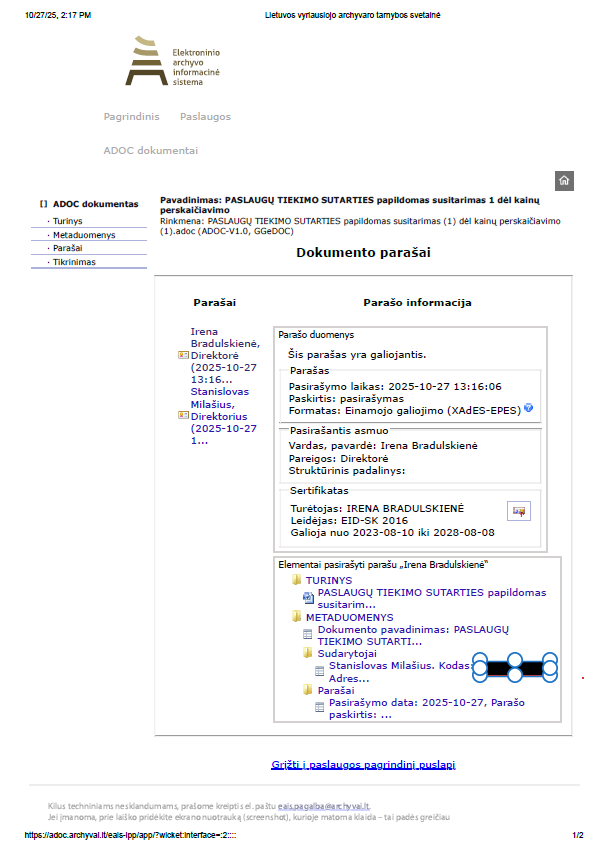 10/27/25, 2:17 PM
Lietuvos vyriausiojo archyvaro tarnybos svetainė
Elektroninio
archyvo
informacinė
sistema
Pagrindinis
Paslaugos
ADOC dokumentai
[] ADOC dokumentas
· Turinys
· Metaduomenys
· Parašai
· Tikrinimas
Pavadinimas: PASLAUGŲ TIEKIMO SUTARTIES papildomas susitarimas 1 dėl kainų
perskaičiavimo
Rinkmena: PASLAUGŲ TIEKIMO SUTARTIES papildomas susitarimas (1) dėl kainų perskaičiavimo
(1).adoc (ADOC-V1.0, GGeDOC)
Dokumento parašai
Parašai
Irena
Bradulskienė,
Direktorė
(2025-10-27
13:16...
Stanislovas
Milašius,
Direktorius
(2025-10-27
1...
Parašo informacija
Parašo duomenys
Šis parašas yra galiojantis.
Parašas
Pasirašymo laikas: 2025-10-27 13:16:06
Paskirtis: pasirašymas
Formatas: Einamojo galiojimo (XAdES-EPES)
Pasirašantis asmuo
Vardas, pavardė: Irena Bradulskienė
Pareigos: Direktorė
Struktūrinis padalinys:
Sertifikatas
Turėtojas: IRENA BRADULSKIENĖ
Leidėjas: EID-SK 2016
Galioja nuo 2023-08-10 iki 2028-08-08
Elementai pasirašyti parašu „Irena Bradulskienė“
TURINYS
PASLAUGŲ TIEKIMO SUTARTIES papildomas
susitarim...
METADUOMENYS
Dokumento pavadinimas: PASLAUGŲ
TIEKIMO SUTARTI...
Sudarytojai
Stanislovas Milašius. Kodas:
Adres...
Parašai
Pasirašymo data: 2025-10-27, Parašo
paskirtis: ...
Grįžti į paslaugos pagrindinį puslapį
Kilus techniniams nesklandumams, prašome kreiptis el. paštu eais.pagalba@archyvai.lt.
Jei įmanoma, prie laiško pridėkite ekrano nuotrauką (screenshot), kurioje matoma klaida – tai padės greičiau
https://adoc.archyvai.lt/eais-lpp/app/?wicket:interface=:2::::
1/2